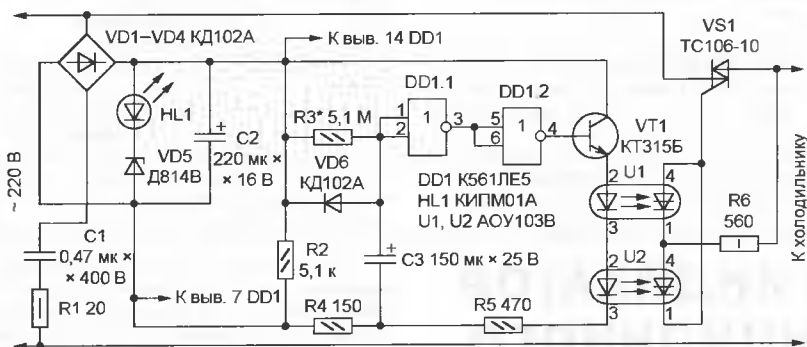 VD1–VD4 КД102А
К выв. 14 DD1
VS1
ТС106-10
HL1
VD5
Д814В
C2
220 мк ×
× 16 В
R3* 5,1 М
VD6
КД102А
DD1.1
1
2
1
3
DD1.2
5
6
1
4
VT1
КТ315Б
DD1 К561ЛЕ5
HL1 КИПМ01А
U1, U2 АОУ103В
2
U1
4
3
1
R6
560
2
U2
4
3
1
~ 220 В
C1
0,47 мк ×
× 400 В
R1 20
R2
5,1 к
C3 150 мк × 25 В
К выв. 7 DD1
R4 150
R5 470
К холодильнику